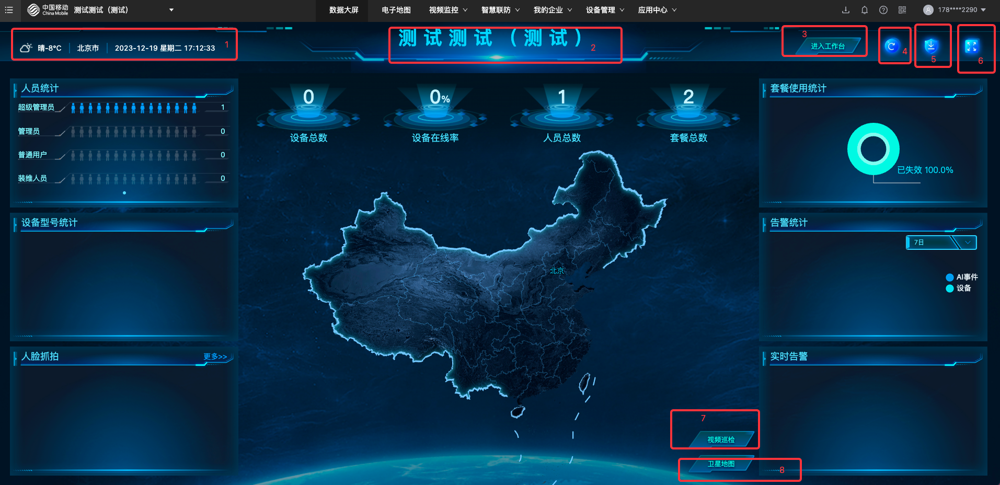 中国移动
China Mobile
测试测试（测试）
数据大屏
电子地图
视频监控
智慧联防
我的企业
设备管理
应用中心
178****2290
晴-8°C
北京市
2023-12-19 星期二 17:12:33
1
测试测试（测试）
2
3
进入工作台
4
5
6
人员统计
超级管理员
1
管理员
0
普通用户
0
装维人员
0
0
设备总数
0%
设备在线率
1
人员总数
2
套餐总数
套餐使用统计
已失效 100.0%
设备型号统计
告警统计
7日
AI事件
设备
北京
人脸抓拍
更多>>
实时告警
7
视频巡检
卫星地图
8